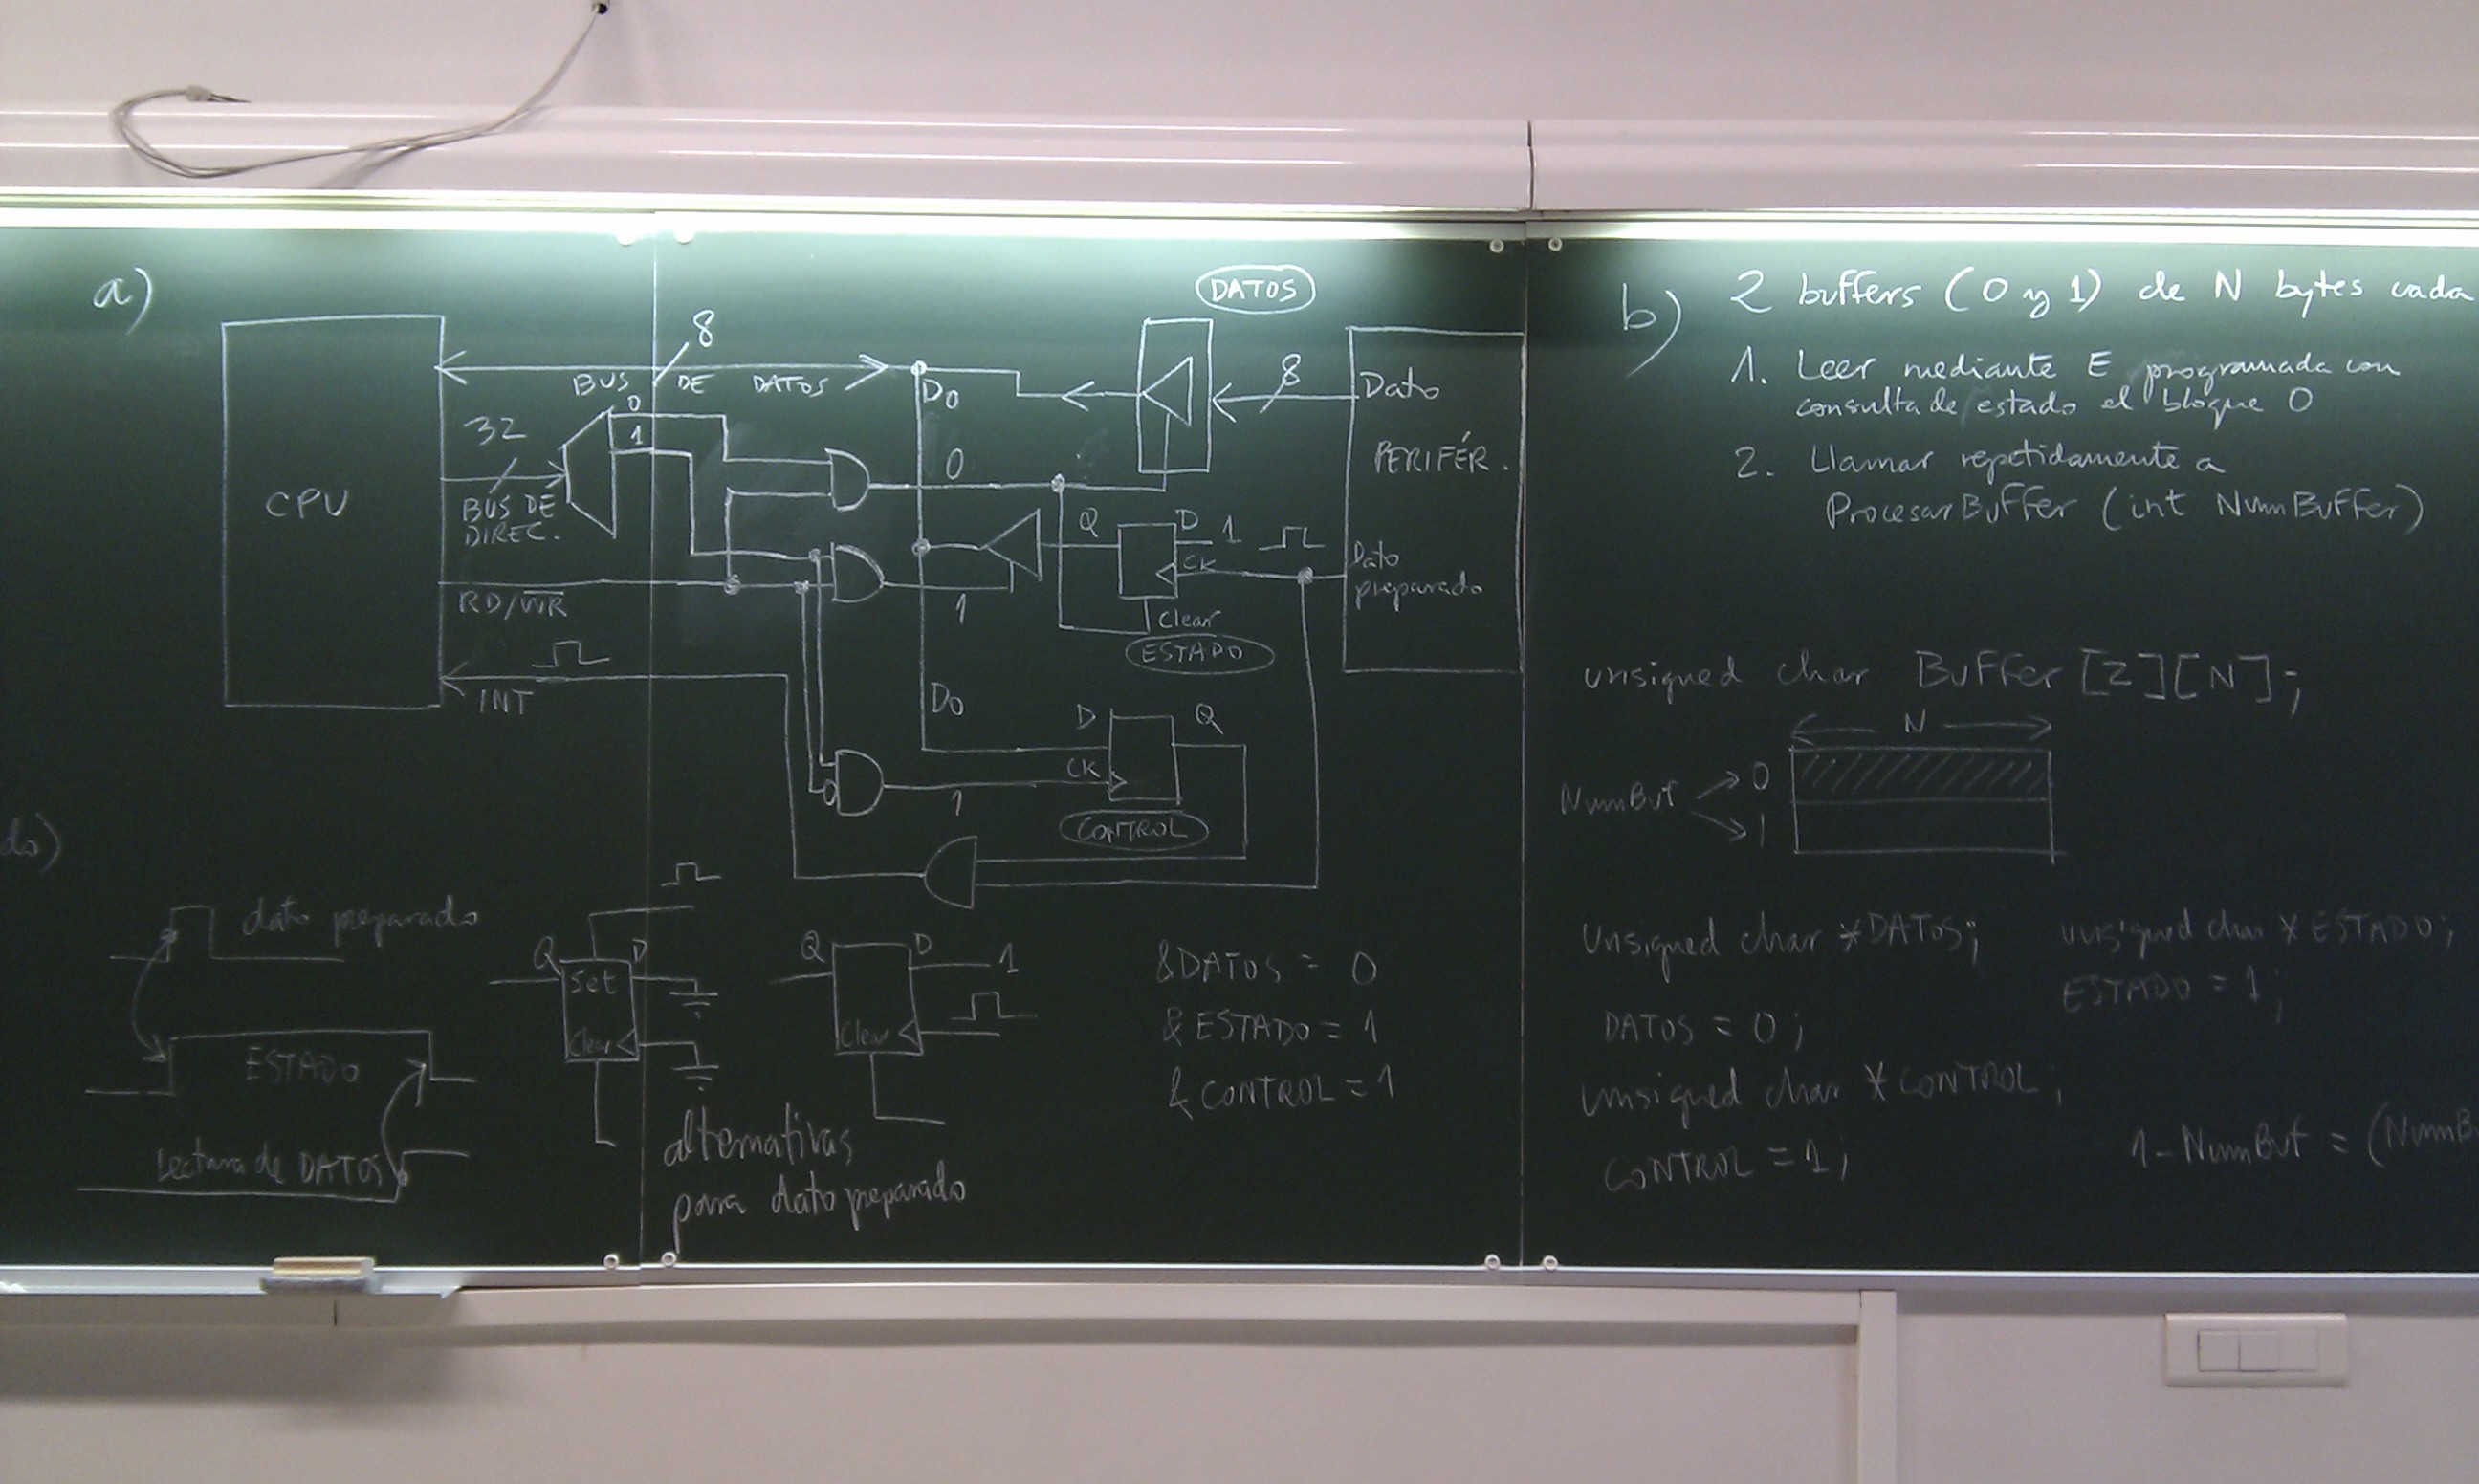 a)
CPU
8
BUS DE DATOS
32
BUS DE
DIREC.
0
1
RD/WR
INT
D0
0
1
D0
1
DATOS
8
Dato
PERIFÉR.
Dato
preparado
Q
D
1
CK
Clear
ESTADO
D
Q
CK
CONTROL
do)
dato preparado
ESTADO
Lectura de DATOS
Q
D
Set
Clear
Q
D
1
Clear
alternativas
para dato preparado
&DATOS = 0
&ESTADO = 1
&CONTROL = 1
b)
2 buffers (0 y 1) de N bytes cada
1. Leer mediante E programada con
consulta de estado el bloque 0
2. Llamar repetidamente a
ProcesarBuffer (int NumBuffer)
unsigned char Buffer [2][N];
N
NumBuf
0
1
unsigned char *DATOS;
unsigned char *ESTADO;
ESTADO = 1;
DATOS = 0;
unsigned char *CONTROL;
CONTROL = 1;
1-NumBuf = (NumB